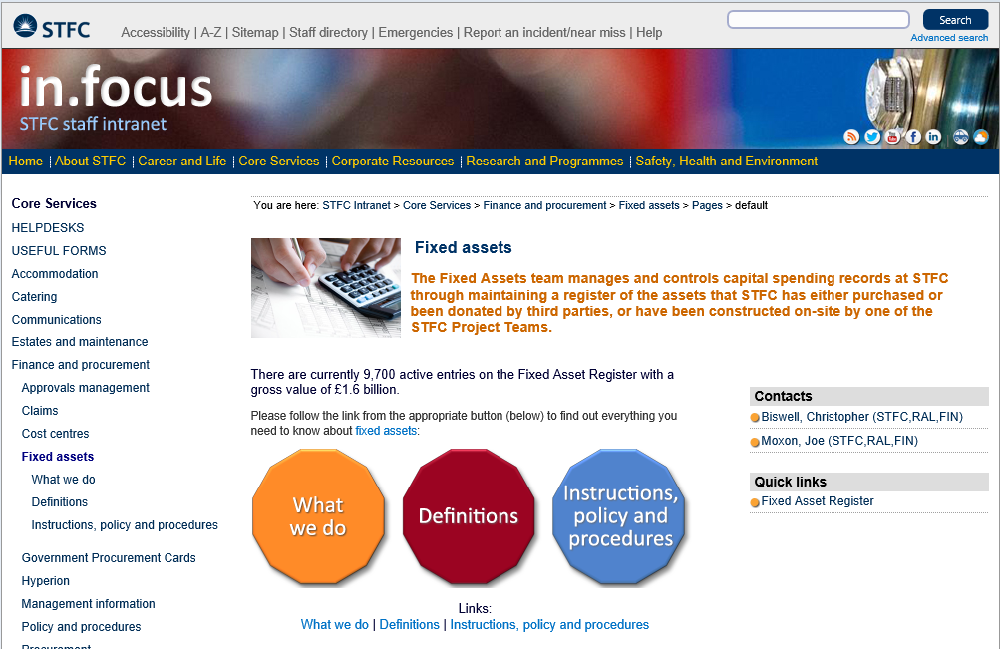 STFC
Accessibility | A-Z | Sitemap | Staff directory | Emergencies | Report an incident/near miss | Help
Search
Advanced search
in.focus
STFC staff intranet
Home | About STFC | Career and Life | Core Services | Corporate Resources | Research and Programmes | Safety, Health and Environment
Core Services
HELPDESKS
USEFUL FORMS
Accommodation
Catering
Communications
Estates and maintenance
Finance and procurement
Approvals management
Claims
Cost centres
Fixed assets
What we do
Definitions
Instructions, policy and procedures
Government Procurement Cards
Hyperion
Management information
Policy and procedures
Procurement
You are here: STFC Intranet > Core Services > Finance and procurement > Fixed assets > Pages > default
Fixed assets
The Fixed Assets team manages and controls capital spending records at STFC
through maintaining a register of the assets that STFC has either purchased or
been donated by third parties, or have been constructed on-site by one of the
STFC Project Teams.
There are currently 9,700 active entries on the Fixed Asset Register with a
gross value of £1.6 billion.
Please follow the link from the appropriate button (below) to find out everything you
need to know about fixed assets:
What
we do
Definitions
Instructions,
policy and
procedures
Links:
What we do | Definitions | Instructions, policy and procedures
Contacts
Biswell, Christopher (STFC,RAL,FIN)
Moxon, Joe (STFC,RAL,FIN)
Quick links
Fixed Asset Register